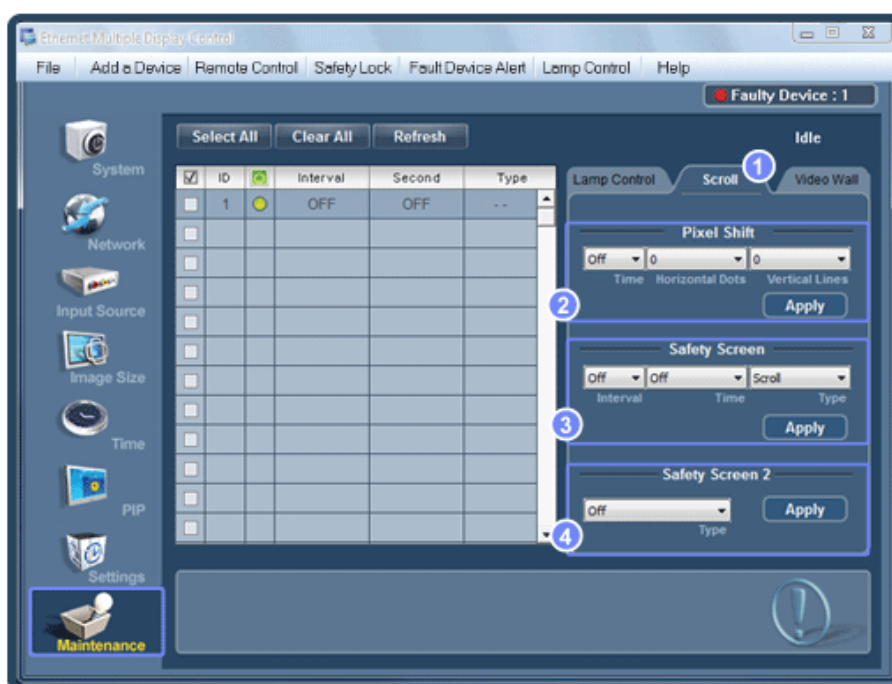 Ethernet Multiple Display Control
File Add a Device Remote Control Safety Lock Fault Device Alert Lamp Control Help
Faulty Device : 1
Select All Clear All Refresh Idle
System
Network
Input Source
Image Size
Time
PIP
Settings
Maintenance
ID Interval Second Type
1 OFF OFF - -
Lamp Control Scroll 1 Video Wall
Pixel Shift
Off 0 0
Time Horizontal Dots Vertical Lines
2 Apply
Safety Screen
Off Off Scroll
Interval Time Type
3 Apply
Safety Screen 2
Off Apply
4 Type